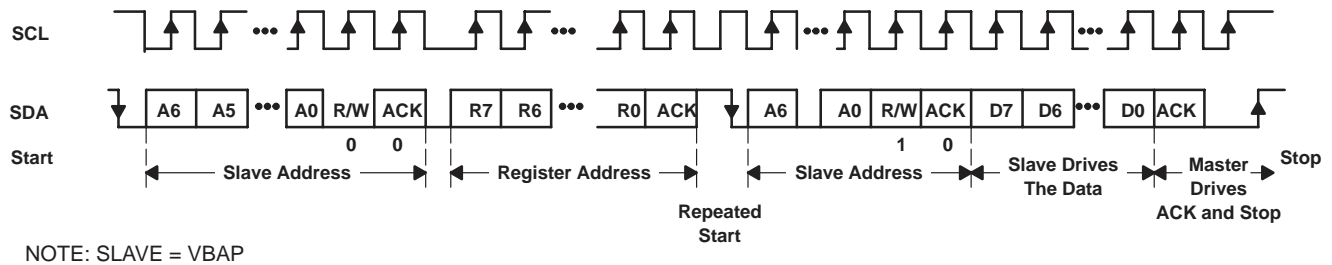 SCL ••• ••• ••• •••
SDA A6 A5 ••• A0 R/W ACK R7 R6 ••• R0 ACK A6 A0 R/W ACK D7 D6 ••• D0 ACK
0 0 1 0
Start Slave Address Register Address Slave Address Slave Drives The Data Master Drives ACK and Stop Stop
Repeated Start
NOTE: SLAVE = VBAP